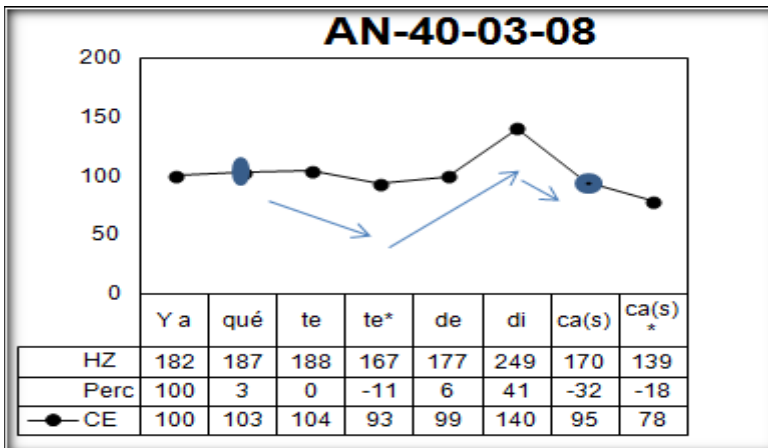 AN-40-03-08
200
150
100
50
0
Y a qué te te* de di ca(s) ca(s)*
HZ 182 187 188 167 177 249 170 139
Perc 100 3 0 -11 6 41 -32 -18
CE 100 103 104 93 99 140 95 78